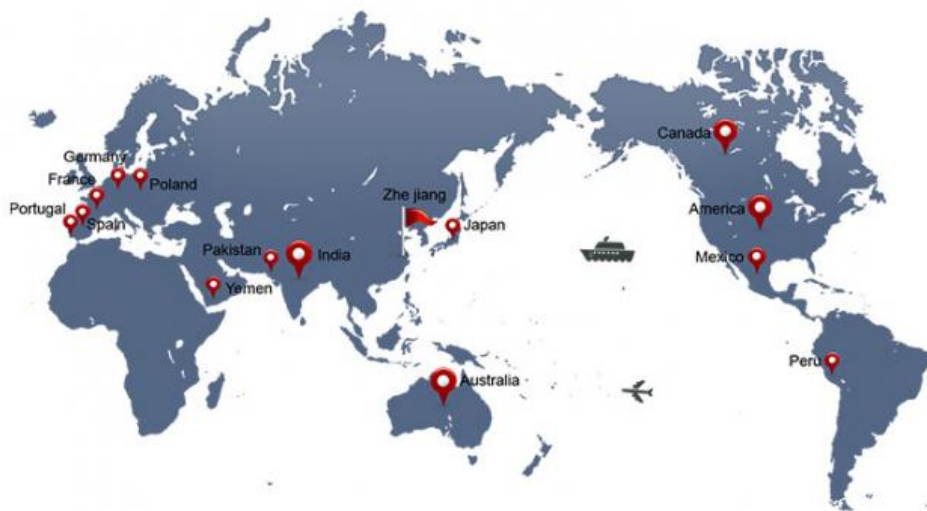 Canada
Germany
France
Poland
Zhe jiang
Portugal
Spain
Japan
America
Pakistan
India
Mexico
Yemen
Peru
Australia